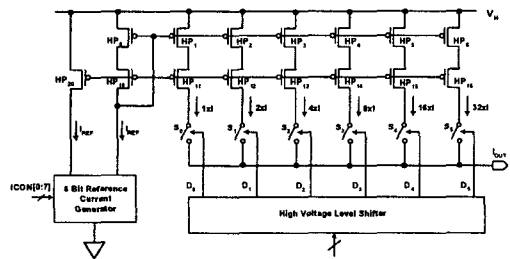 V_H
HP_1 HP_2 HP_3 HP_4 HP_5 HP_6
HP_20 HP_10 HP_11 HP_12 HP_13 HP_14 HP_15 HP_16
1xI 2xI 4xI 8xI 16xI 32xI
I_REF I_REF S_0 S_1 S_2 S_3 S_4 S_5
I_OUT
ICON[0:7]
Bit Reference
Current
Generator
D_0 D_1 D_2 D_3 D_4 D_5
High Voltage Level Shifter